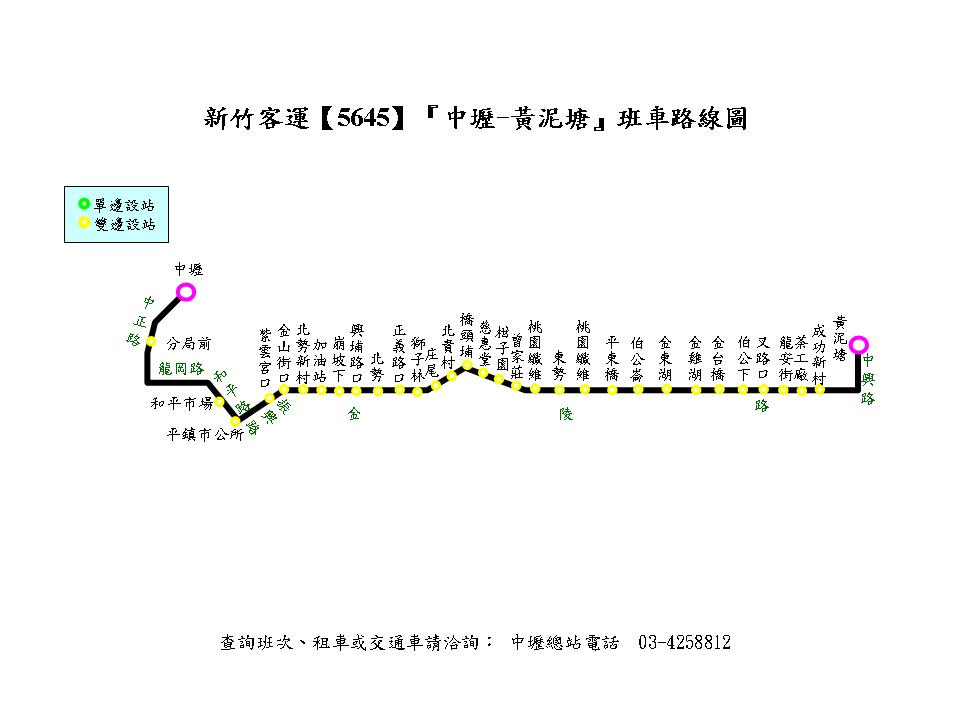 新竹客運【5645】『中壢-黃泥塘』班車路線圖
單邊設站
雙邊設站
中壢
中正路
分局前
龍岡路
和平路
和平市場
平鎮市公所
振興路
紫雲宮口
金山街口
北勢新村
加油站
崩坡下
興埔路口
北勢
正義路口
獅子林
庄尾
北貴村
橋頭埔
慈惠堂
柑子園
曾家莊
桃園纖維
東勢
桃園纖維
平東橋
伯公崙
金東湖
金雞湖
金台橋
伯公下
叉路口
龍安街
茶工廠
成功新村
黃泥塘
金陵路
中興路
查詢班次、租車或交通車請洽詢： 中壢總站電話 03-4258812